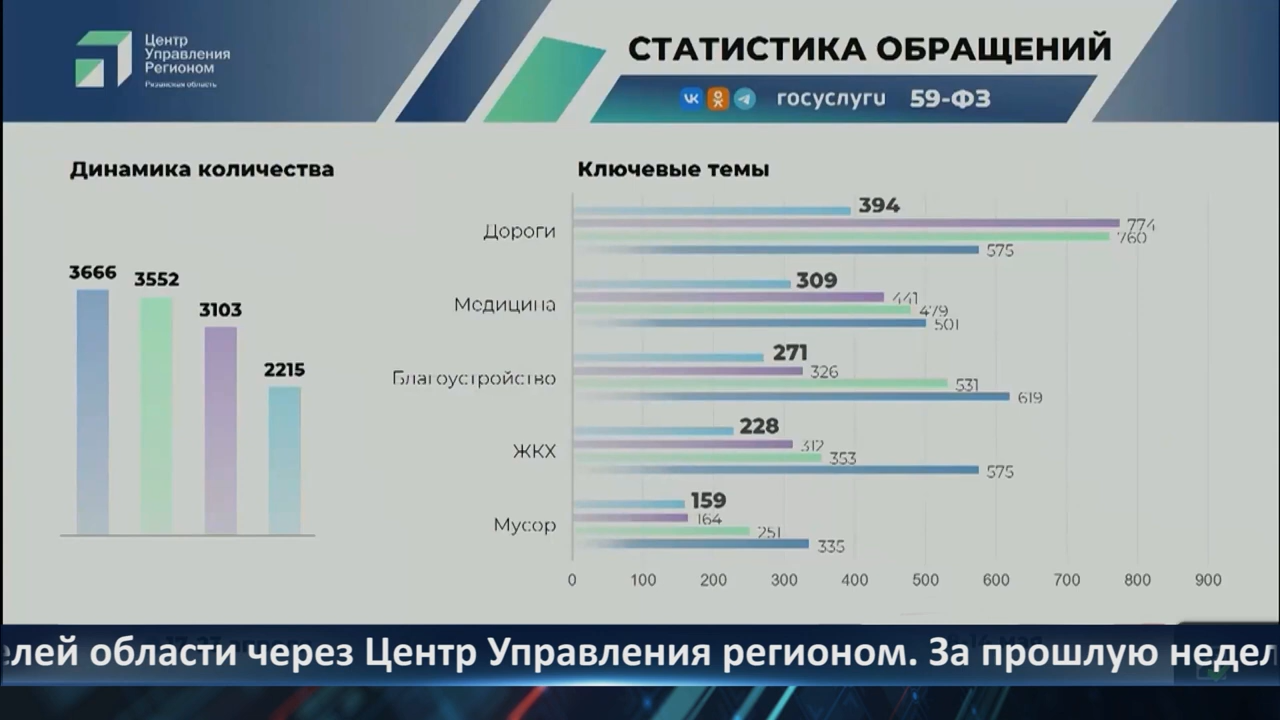 Центр
Управления
Регионом
Рязанская область
СТАТИСТИКА ОБРАЩЕНИЙ
госуслуги 59-ФЗ
Динамика количества
3666
3552
3103
2215
Ключевые темы
Дороги
394
774
760
575
Медицина
309
441
479
501
Благоустройство
271
326
531
619
ЖКХ
228
312
353
575
Мусор
159
164
251
335
0 100 200 300 400 500 600 700 800 900
елей области через Центр Управления регионом. За прошлую недел